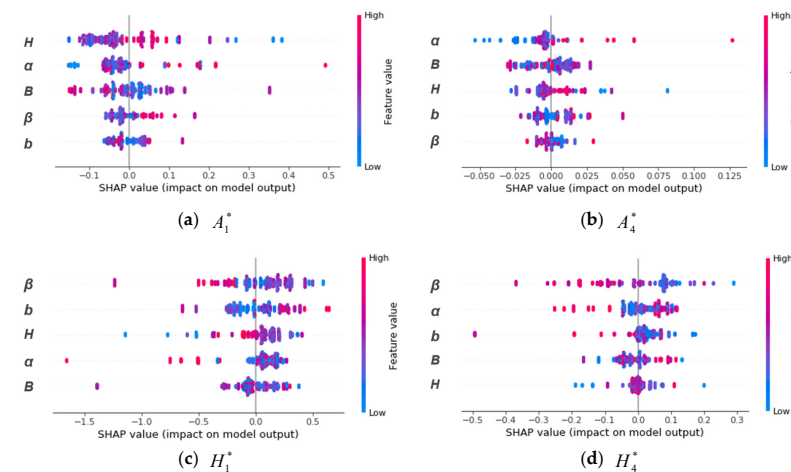 High
H
α
B
β
b
Feature value
Low
−0.1 0.0 0.1 0.2 0.3 0.4 0.5
SHAP value (impact on model output)
(a) A₁*
High
α
B
H
b
β
Low
−0.050 −0.025 0.000 0.025 0.050 0.075 0.100 0.125
SHAP value (impact on model output)
(b) A₄*
High
β
b
H
α
B
Feature value
Low
−1.5 −1.0 −0.5 0.0 0.5
SHAP value (impact on model output)
(c) H₁*
High
β
α
b
B
H
Low
−0.5 −0.4 −0.3 −0.2 −0.1 0.0 0.1 0.2 0.3
SHAP value (impact on model output)
(d) H₄*